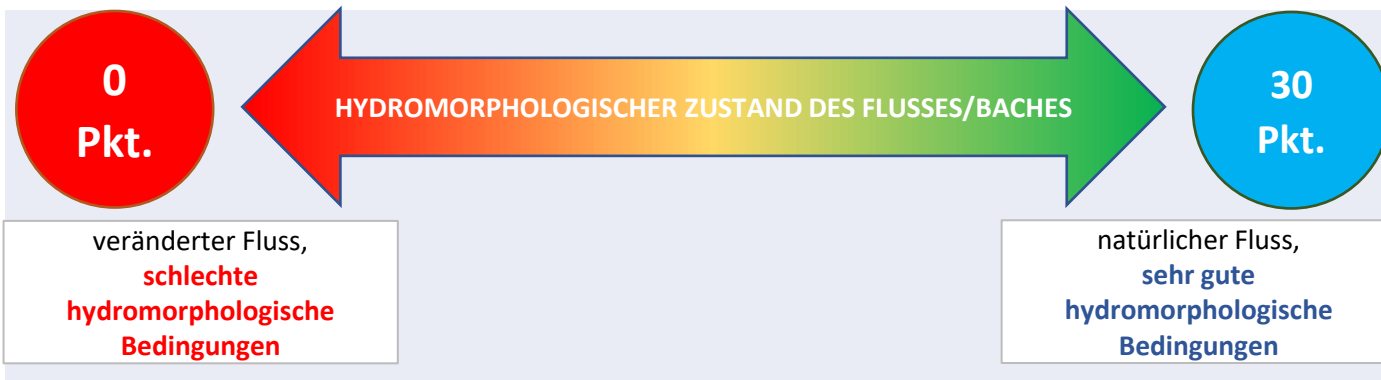 0
Pkt.
HYDROMORPHOLOGISCHER ZUSTAND DES FLUSSES/BACHES
30
Pkt.
veränderter Fluss,
schlechte
hydromorphologische
Bedingungen
natürlicher Fluss,
sehr gute
hydromorphologische
Bedingungen